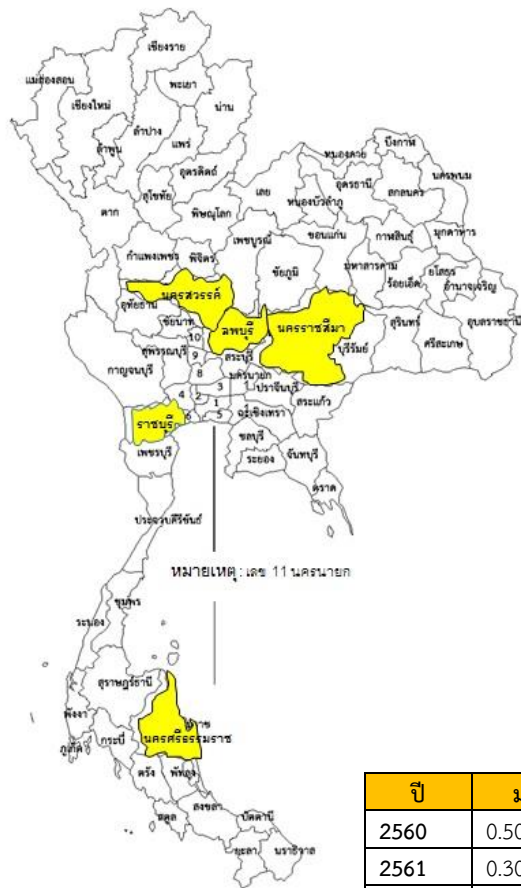 เชียงราย
แม่ฮ่องสอน
พะเยา
เชียงใหม่
น่าน
ลำปาง
ลำพูน
แพร่
อุตรดิตถ์
บึงกาฬ
หนองคาย
นครพนม
เลย
อุดรธานี
สกลนคร
สุโขทัย
หนองบัวลำภู
ตาก
พิษณุโลก
เพชรบูรณ์
ขอนแก่น
กาฬสินธุ์
มุกดาหาร
กำแพงเพชร
พิจิตร
ชัยภูมิ
มหาสารคาม
ร้อยเอ็ด
ยโสธร
อำนาจเจริญ
นครสวรรค์
อุทัยธานี
ชัยนาท
ลพบุรี
นครราชสีมา
บุรีรัมย์
สุรินทร์
ศรีสะเกษ
อุบลราชธานี
10
สุพรรณบุรี
9
สระบุรี
กาญจนบุรี
8
นครนายก
3
1
ปราจีนบุรี
4
2
1
สระแก้ว
ราชบุรี
6
5
ฉะเชิงเทรา
เพชรบุรี
ชลบุรี
ระยอง
จันทบุรี
ตราด
ประจวบคีรีขันธ์
หมายเหตุ : เลข 11 นครนายก
ชุมพร
ระนอง
สุราษฎร์ธานี
พังงา
ภูเก็ต
กระบี่
นครศรีธรรมราช
ตรัง
พัทลุง
สตูล
สงขลา
ปัตตานี
ยะลา
นราธิวาส
ปี
2560 0.50
2561 0.30